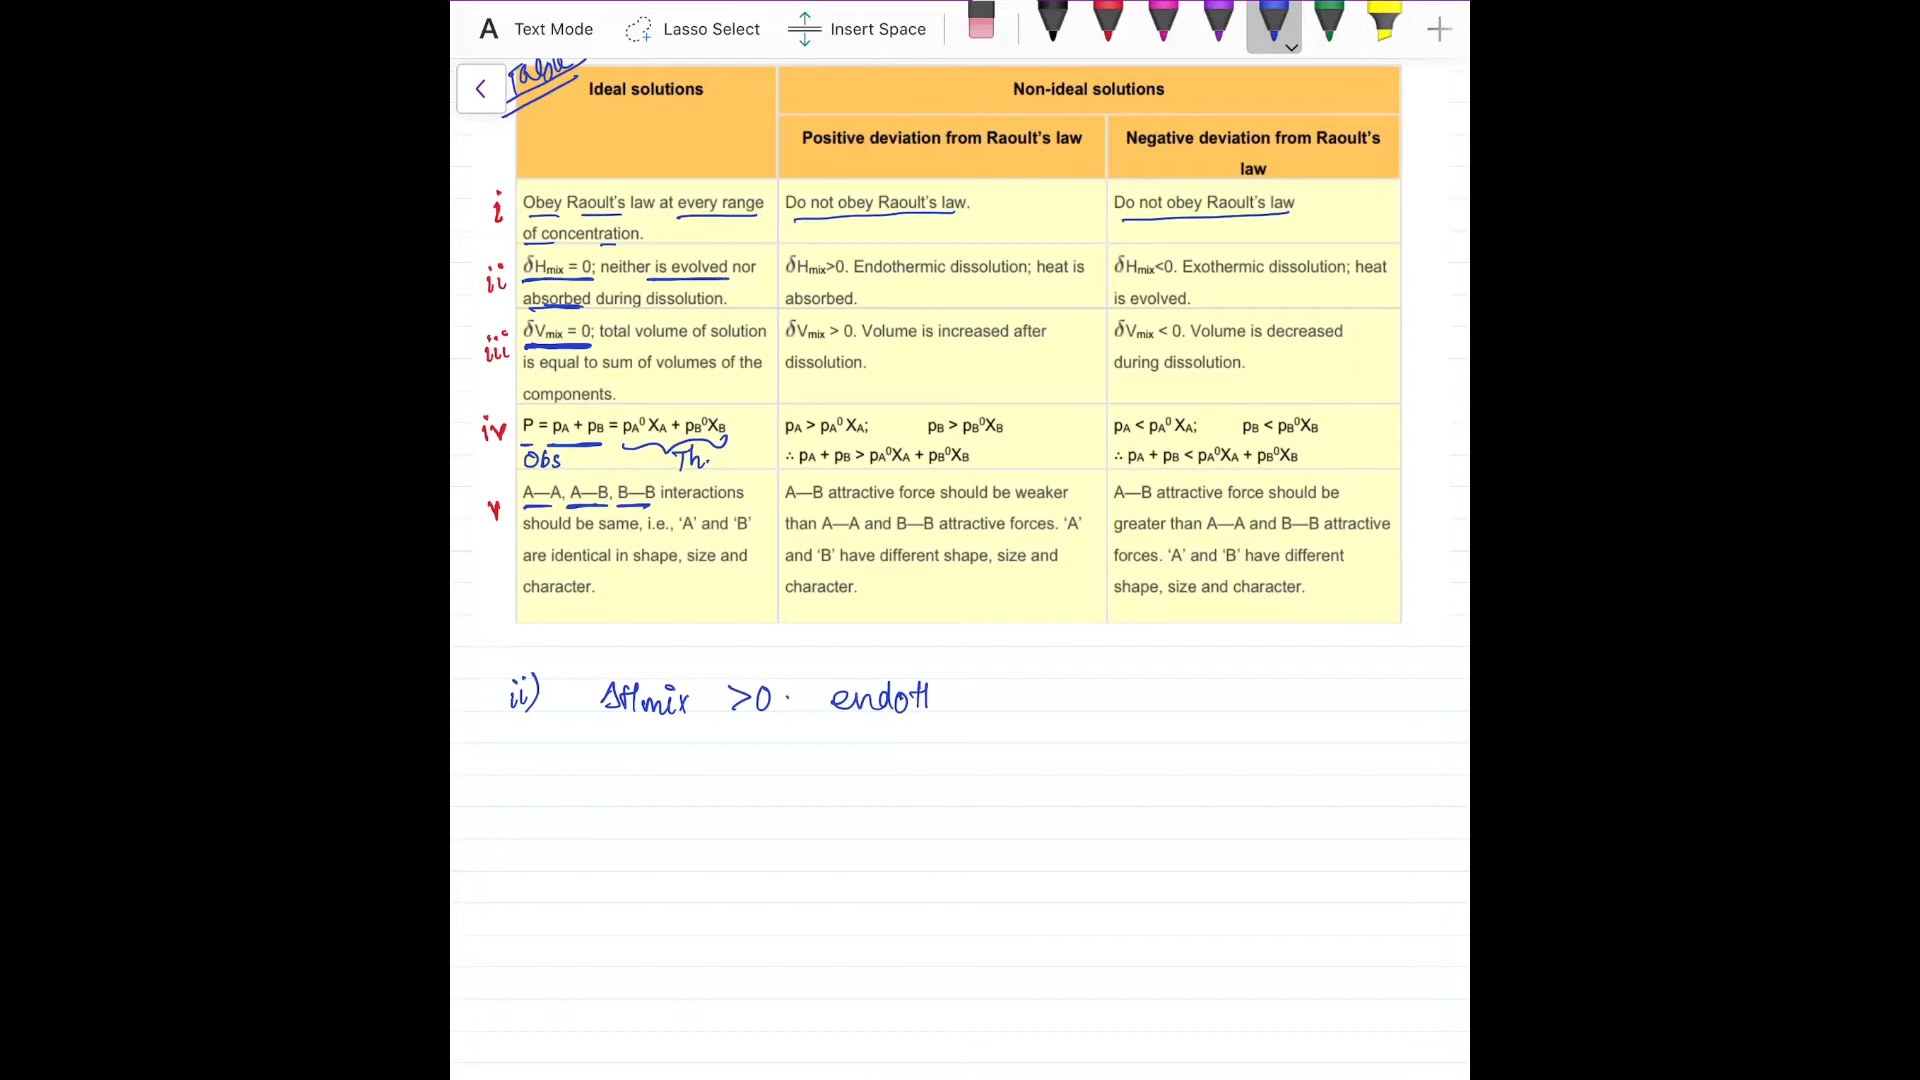 A Text Mode Lasso Select Insert Space
Table
Ideal solutions
Non-ideal solutions
Positive deviation from Raoult's law
Negative deviation from Raoult's
law
i
Obey Raoult's law at every range
of concentration.
Do not obey Raoult's law.
Do not obey Raoult's law
ii
δHmix = 0; neither is evolved nor
absorbed during dissolution.
δHmix>0. Endothermic dissolution; heat is
absorbed.
δHmix<0. Exothermic dissolution; heat
is evolved.
iii
δVmix = 0; total volume of solution
is equal to sum of volumes of the
components.
δVmix > 0. Volume is increased after
dissolution.
δVmix < 0. Volume is decreased
during dissolution.
iv
P = pA + pB = pA⁰ XA + pB⁰XB
Obs Th.
pA > pA⁰ XA; pB > pB⁰XB
∴ pA + pB > pA⁰XA + pB⁰XB
pA < pA⁰ XA; pB < pB⁰XB
∴ pA + pB < pA⁰XA + pB⁰XB
v
A—A, A—B, B—B interactions
should be same, i.e., 'A' and 'B'
are identical in shape, size and
character.
A—B attractive force should be weaker
than A—A and B—B attractive forces. 'A'
and 'B' have different shape, size and
character.
A—B attractive force should be
greater than A—A and B—B attractive
forces. 'A' and 'B' have different
shape, size and character.
ii) ΔHmix >0. endoth